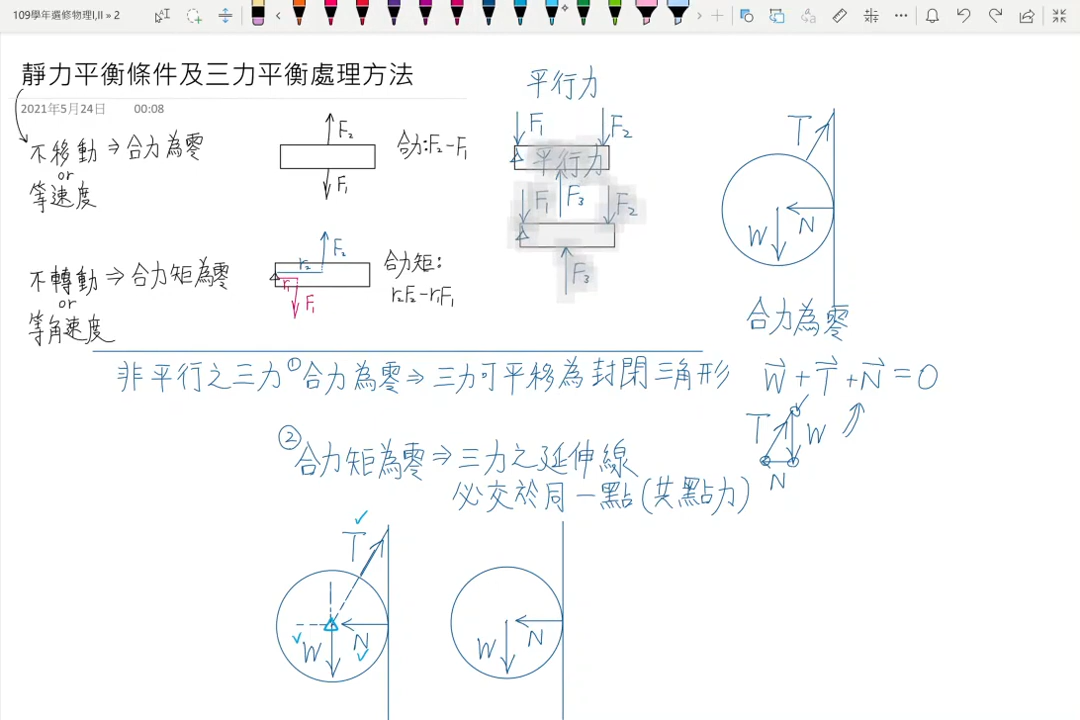 109學年選修物理I,II » 2
靜力平衡條件及三力平衡處理方法
2021年5月24日 00:08
不移動⇒合力為零
or
等速度
F₂
F₁
合力:F₂-F₁
不轉動⇒合力矩為零
or
等角速度
r₂
F₂
r₁
F₁
合力矩:
r₂F₂-r₁F₁
平行力
F₁
F₂
平行力
F₃
F₁
F₂
F₃
T
N
W
合力為零
非平行之三力①合力為零⇒三力可平移為封閉三角形 W⃗+T⃗+N⃗=0
T
W
N
②合力矩為零⇒三力之延伸線
必交於同一點(共點力)
T
N
W
N
W